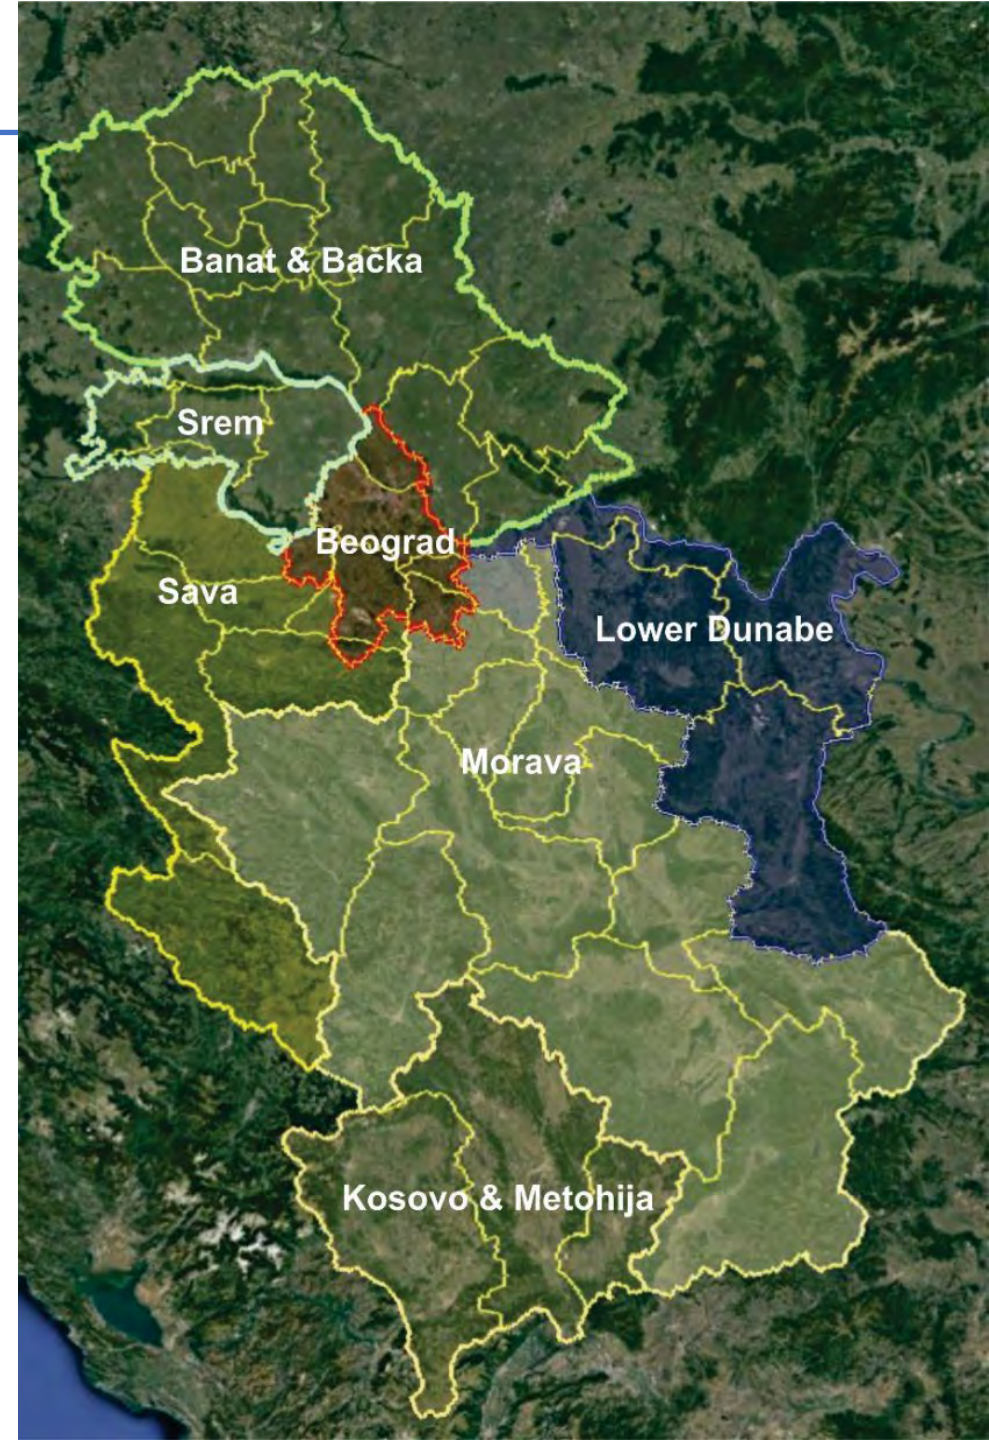 Banat & Bačka
Srem
Beograd
Sava
Lower Dunabe
Morava
Kosovo & Metohija